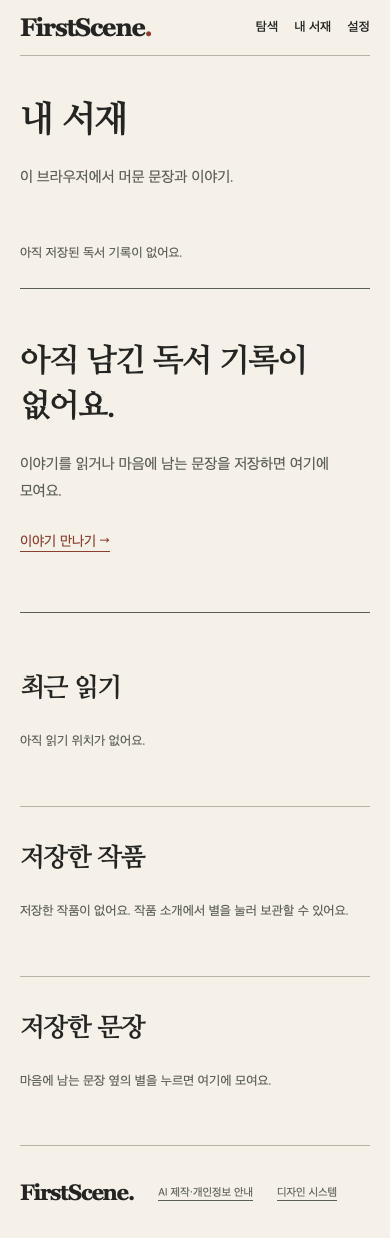 FirstScene.
탐색 내 서재 설정
내 서재
이 브라우저에서 머문 문장과 이야기.
아직 저장된 독서 기록이 없어요.
아직 남긴 독서 기록이
없어요.
이야기를 읽거나 마음에 남는 문장을 저장하면 여기에
모여요.
이야기 만나기 →
최근 읽기
아직 읽기 위치가 없어요.
저장한 작품
저장한 작품이 없어요. 작품 소개에서 별을 눌러 보관할 수 있어요.
저장한 문장
마음에 남는 문장 옆의 별을 누르면 여기에 모여요.
FirstScene.
AI 제작·개인정보 안내
디자인 시스템